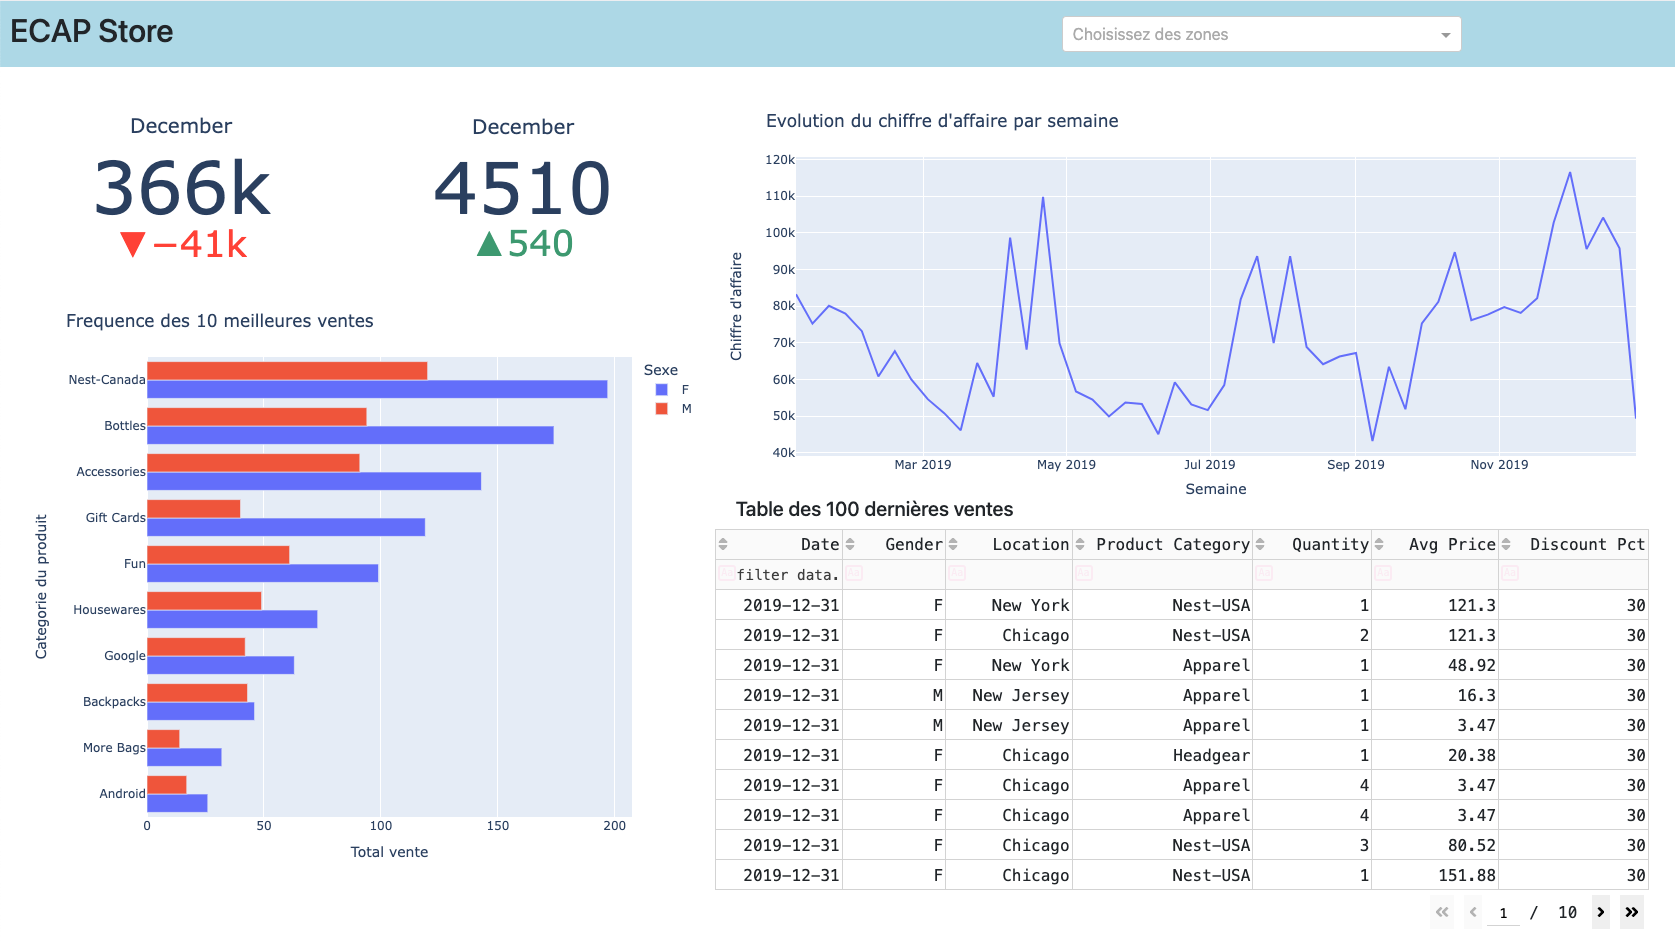 ECAP Store
Choisissez des zones
December
366k
▼−41k
December
4510
▲540
Evolution du chiffre d'affaire par semaine
120k
110k
100k
90k
80k
70k
60k
50k
40k
Chiffre d'affaire
Mar 2019 May 2019 Jul 2019 Sep 2019 Nov 2019
Semaine
Frequence des 10 meilleures ventes
Sexe
F
M
Categorie du produit
Nest-Canada
Bottles
Accessories
Gift Cards
Fun
Housewares
Google
Backpacks
More Bags
Android
0 50 100 150 200
Total vente
Table des 100 dernières ventes
Date Gender Location Product Category Quantity Avg Price Discount Pct
Aa filter data. Aa Aa Aa Aa Aa Aa
2019-12-31 F New York Nest-USA 1 121.3 30
2019-12-31 F Chicago Nest-USA 2 121.3 30
2019-12-31 F New York Apparel 1 48.92 30
2019-12-31 M New Jersey Apparel 1 16.3 30
2019-12-31 M New Jersey Apparel 1 3.47 30
2019-12-31 F Chicago Headgear 1 20.38 30
2019-12-31 F Chicago Apparel 4 3.47 30
2019-12-31 F Chicago Apparel 4 3.47 30
2019-12-31 F Chicago Nest-USA 3 80.52 30
2019-12-31 F Chicago Nest-USA 1 151.88 30
1 / 10